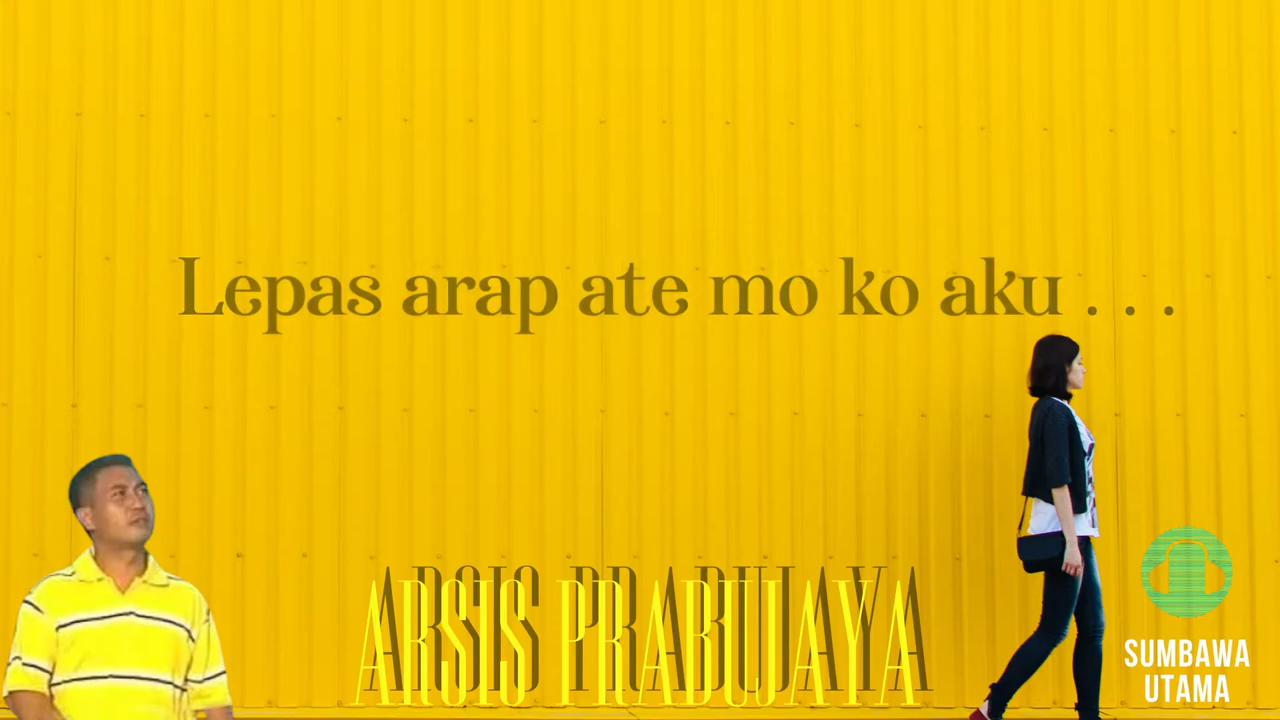 Lepas arap ate mo ko aku . . .
ARSIS PRABUJAYA
SUMBAWA
UTAMA